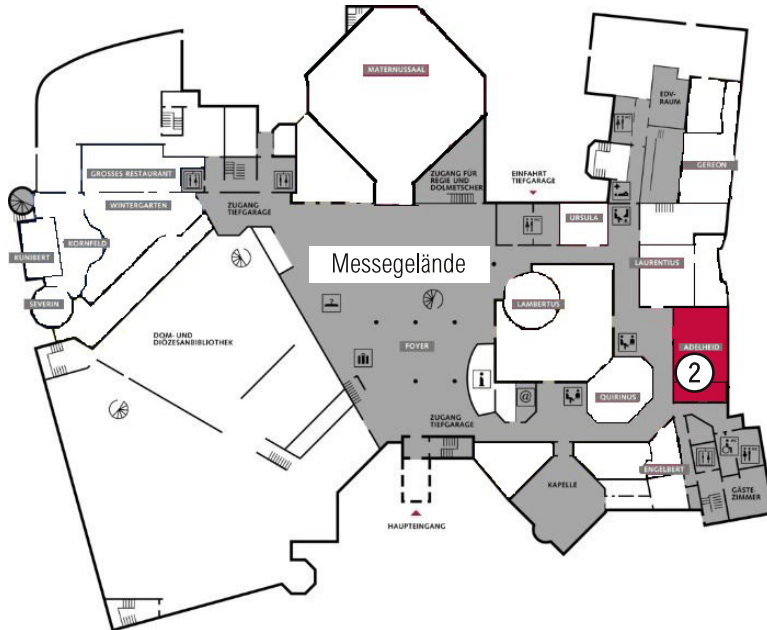 MATERNUSSAAL
EDV-
RAUM
GEREON
GROSSES RESTAURANT
ZUGANG FÜR
REGIE UND
DOLMETSCHER
EINFAHRT
TIEFGARAGE
WINTERGARTEN
ZUGANG
TIEFGARAGE
URSULA
KORNFELD
Messegelände
KUNIBERT
LAURENTIUS
SEVERIN
LAMBERTUS
DOM- UND
DIÖZESANBIBLIOTHEK
FOYER
ADELHEID
2
i
@
QUIRINUS
ZUGANG
TIEFGARAGE
ENGELBERT
KAPELLE
GÄSTE
ZIMMER
HAUPTEINGANG